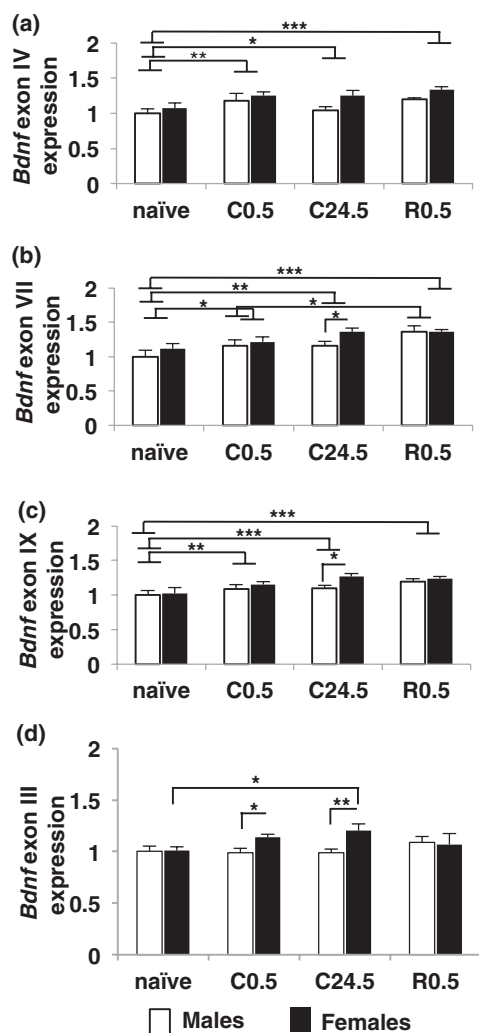 (a)
Bdnf exon IV
expression
2
1.5
1
0.5
0
***
*
**
naïve C0.5 C24.5 R0.5
(b)
Bdnf exon VII
expression
2
1.5
1
0.5
0
***
**
* *
*
naïve C0.5 C24.5 R0.5
(c)
Bdnf exon IX
expression
2
1.5
1
0.5
0
***
***
**
*
naïve C0.5 C24.5 R0.5
(d)
Bdnf exon III
expression
2
1.5
1
0.5
0
*
* **
naïve C0.5 C24.5 R0.5
Males Females